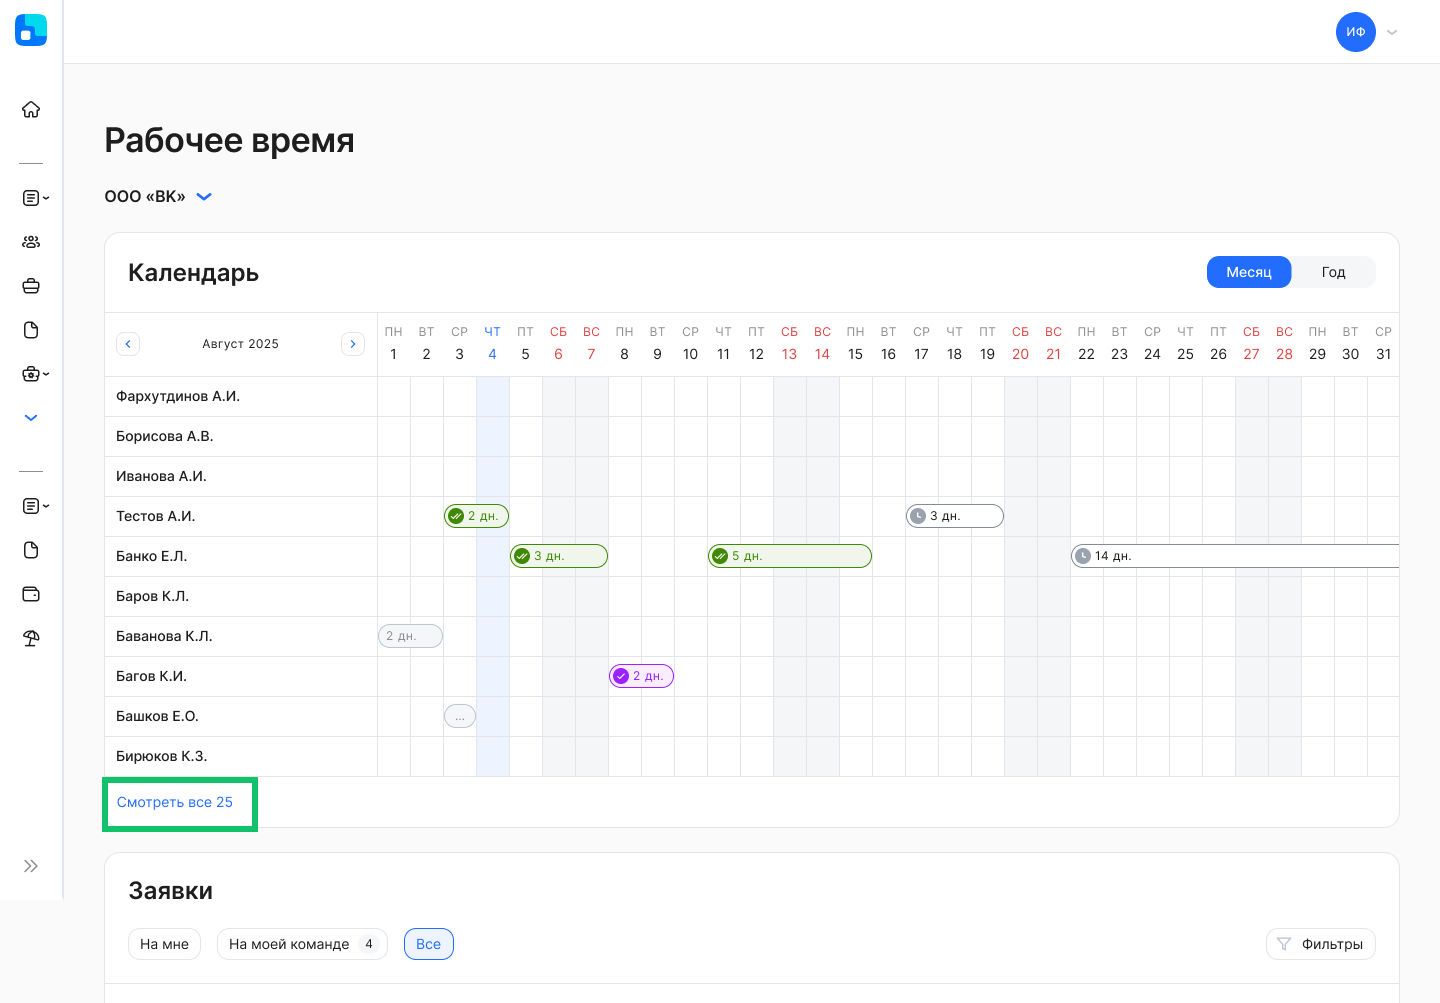 ИФ
Рабочее время
ООО «ВК»
Календарь
Месяц Год
Август 2025
ПН ВТ СР ЧТ ПТ СБ ВС ПН ВТ СР ЧТ ПТ СБ ВС ПН ВТ СР ЧТ ПТ СБ ВС ПН ВТ СР ЧТ ПТ СБ ВС ПН ВТ СР
1 2 3 4 5 6 7 8 9 10 11 12 13 14 15 16 17 18 19 20 21 22 23 24 25 26 27 28 29 30 31
Фархутдинов А.И.
Борисова А.В.
Иванова А.И.
Тестов А.И. 2 дн. 3 дн.
Банко Е.Л. 3 дн. 5 дн. 14 дн.
Баров К.Л.
Баванова К.Л. 2 дн.
Багов К.И. 2 дн.
Башков Е.О. ...
Бирюков К.З.
Смотреть все 25
Заявки
На мне На моей команде 4 Все Фильтры